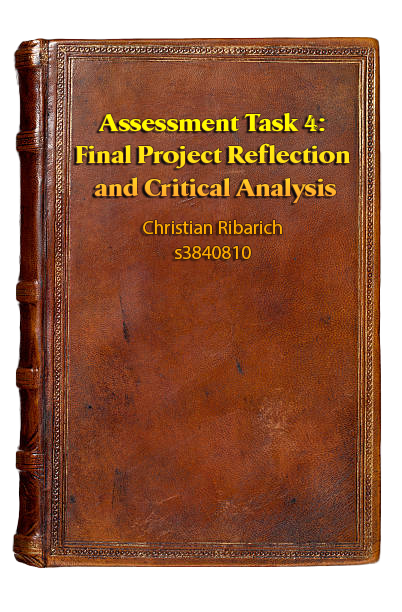 Assessment Task 4:
Final Project Reflection
and Critical Analysis
Christian Ribarich
s3840810